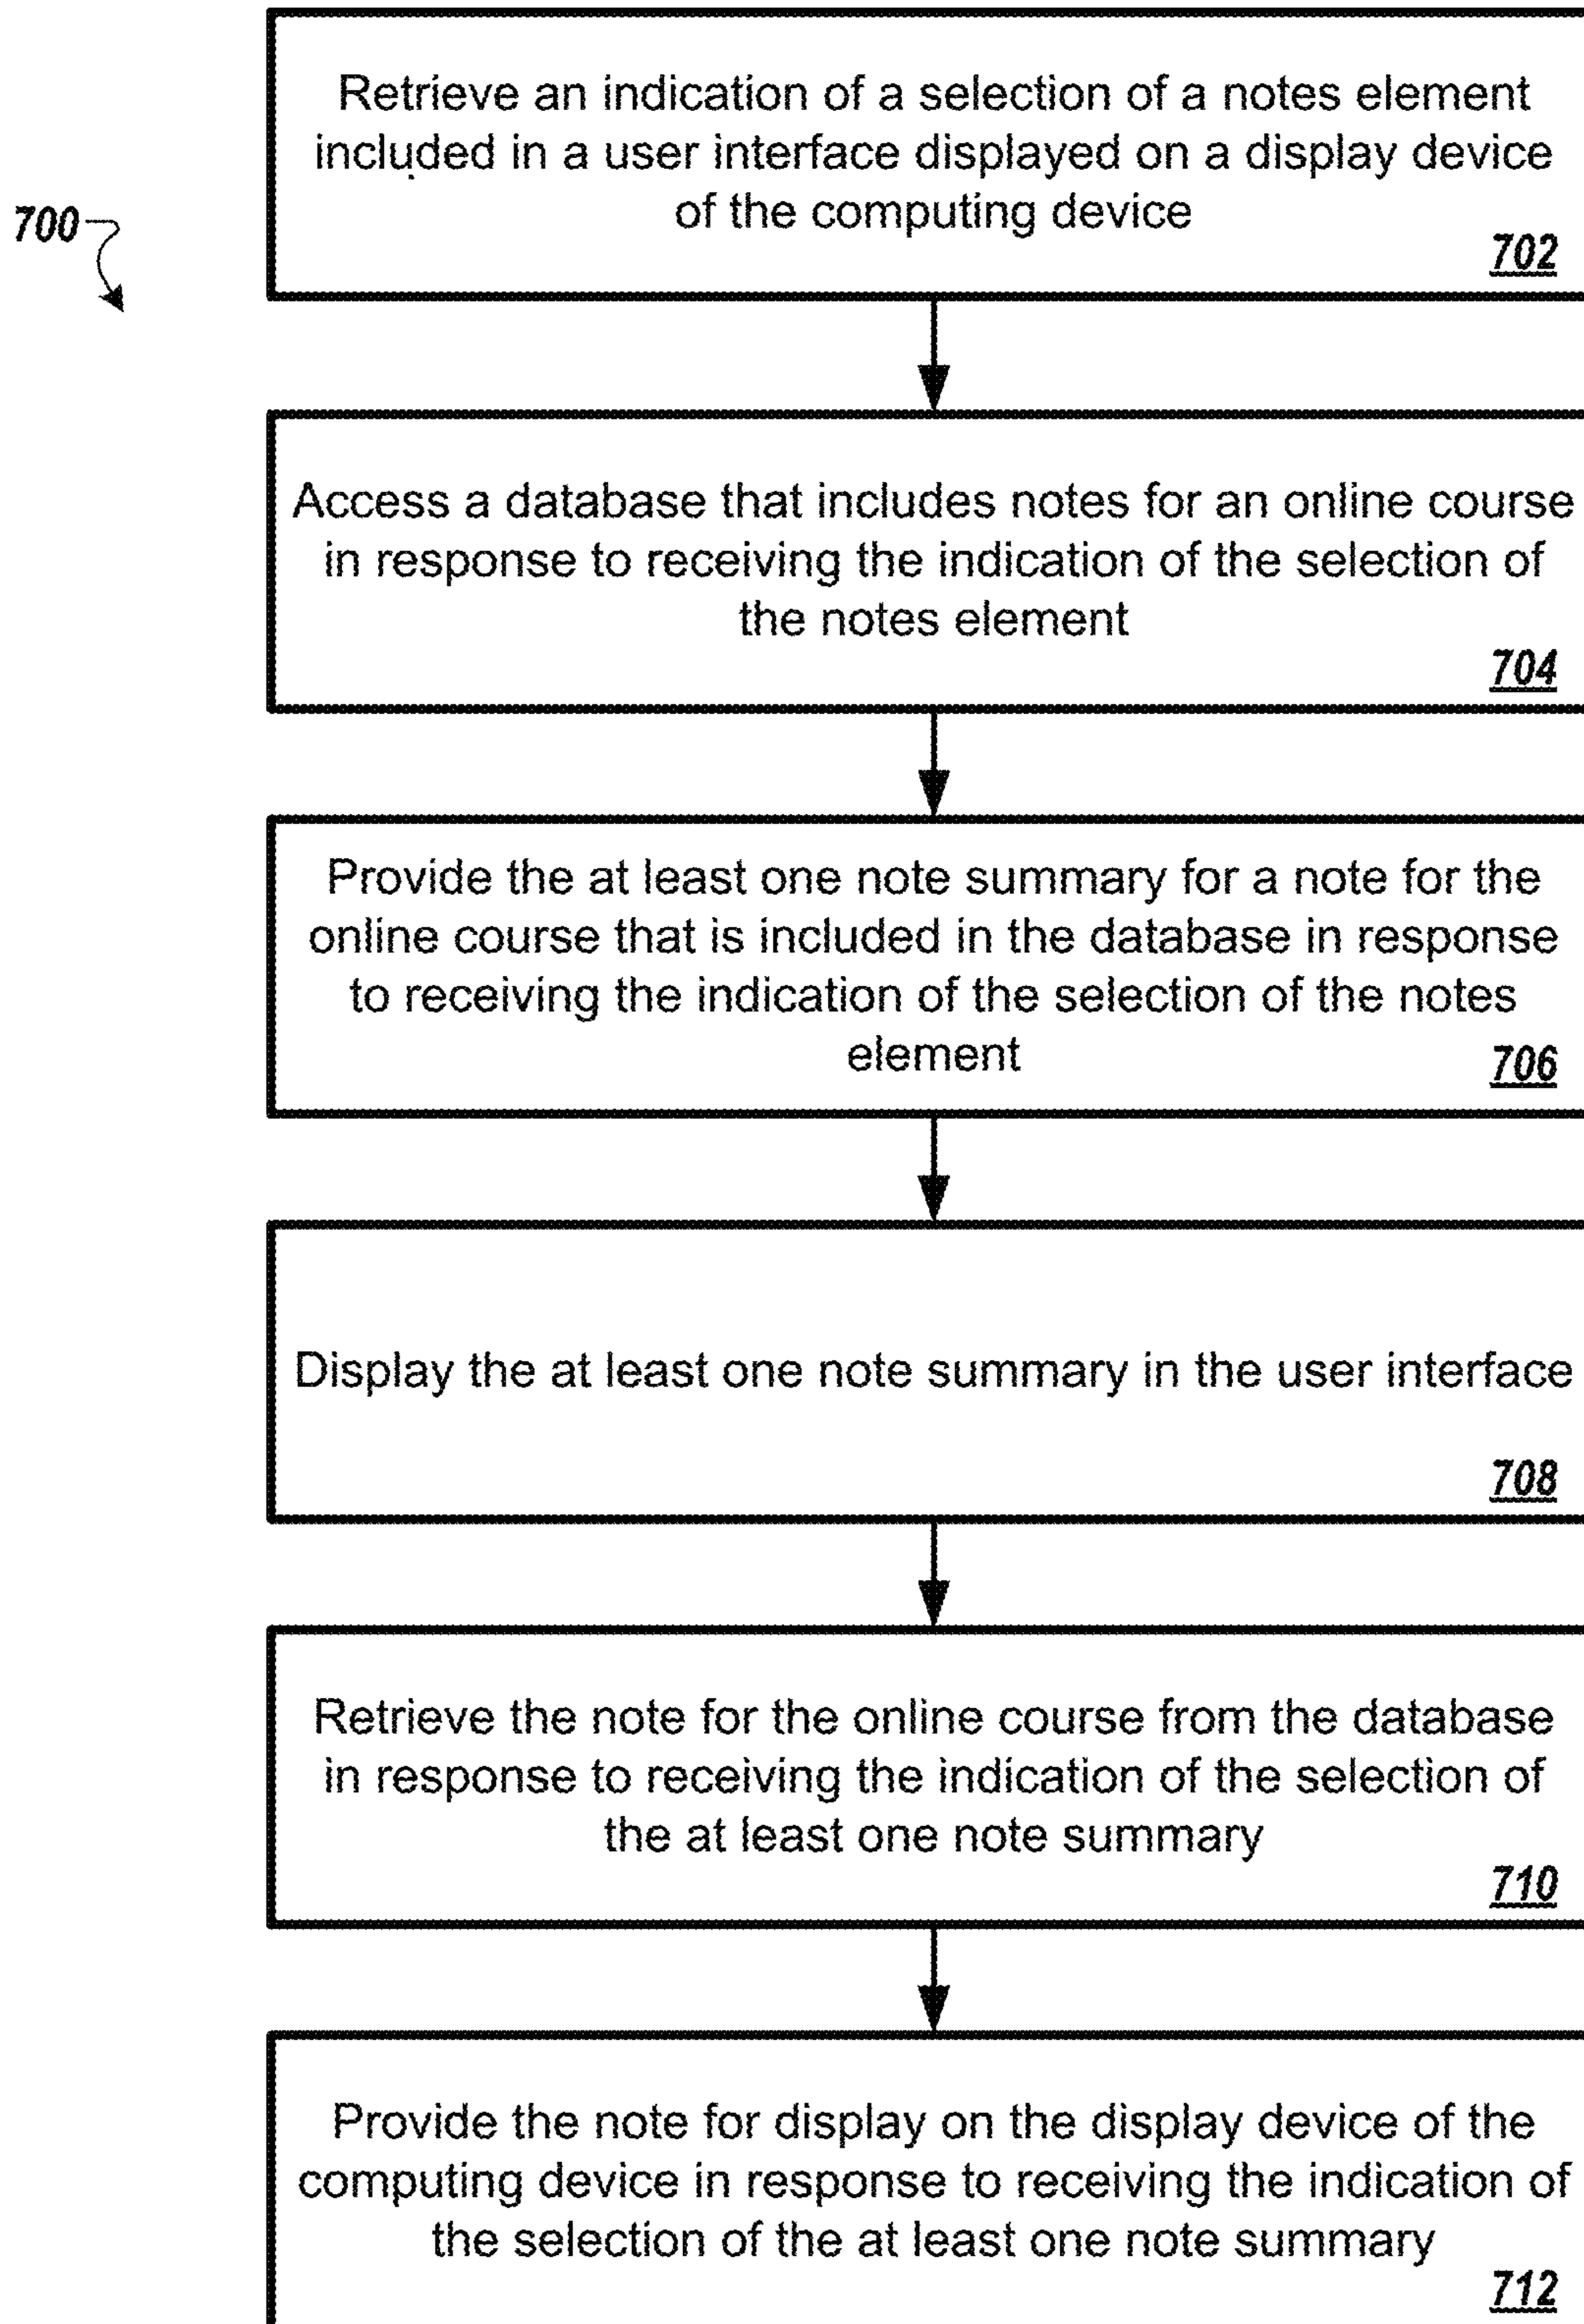 Retrieve an indication of a selection of a notes element
included in a user interface displayed on a display device
of the computing device
700
702
Access a database that includes notes for an online course
in response to receiving the indication of the selection of
the notes element
704
Provide the at least one note summary for a note for the
online course that is included in the database in response
to receiving the indication of the selection of the notes
element
706
Display the at least one note summary in the user interface
708
Retrieve the note for the online course from the database
in response to receiving the indication of the selection of
the at least one note summary
710
Provide the note for display on the display device of the
computing device in response to receiving the indication of
the selection of the at least one note summary
712